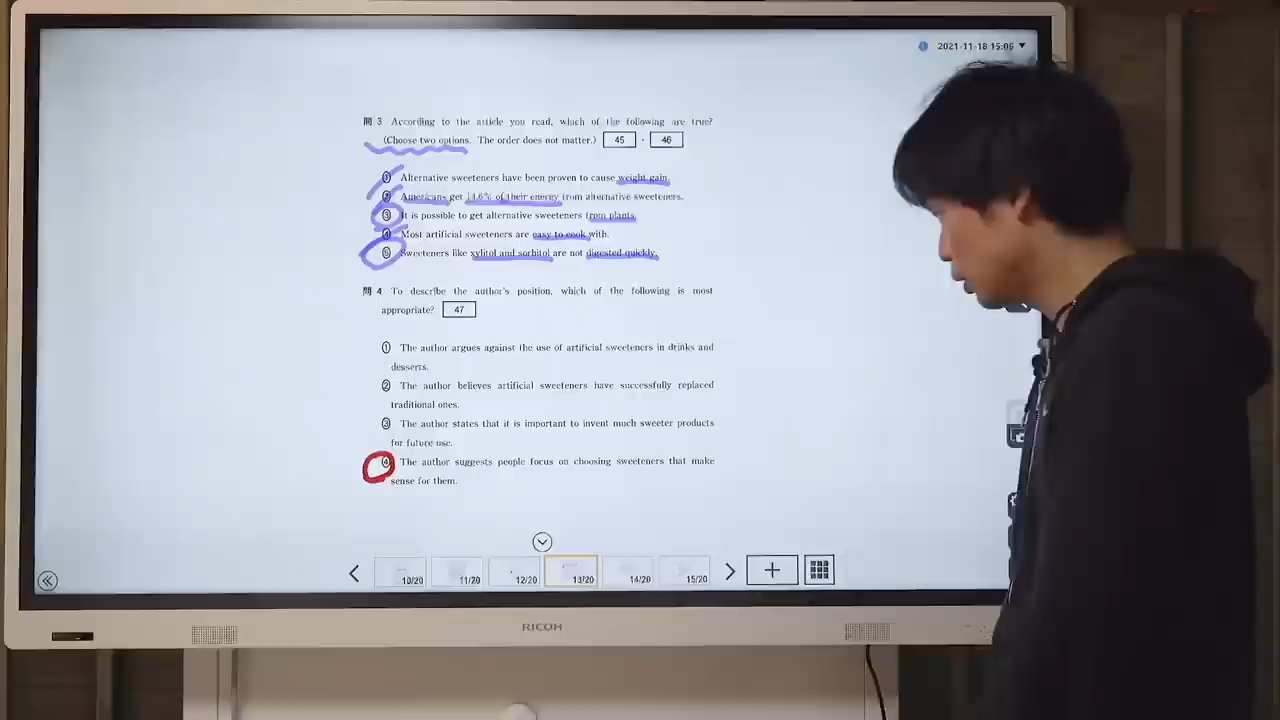 2021-11-18 15:06 ▼
問3 According to the article you read, which of the following are true?
(Choose two options. The order does not matter.) 45 · 46
① Alternative sweeteners have been proven to cause weight gain.
② Americans get 14.6% of their energy from alternative sweeteners.
③ It is possible to get alternative sweeteners from plants.
④ Most artificial sweeteners are easy to cook with.
⑤ Sweeteners like xylitol and sorbitol are not digested quickly.
問4 To describe the author's position, which of the following is most
appropriate? 47
① The author argues against the use of artificial sweeteners in drinks and
desserts.
② The author believes artificial sweeteners have successfully replaced
traditional ones.
③ The author states that it is important to invent much sweeter products
for future use.
④ The author suggests people focus on choosing sweeteners that make
sense for them.
10/20 11/20 12/20 13/20 14/20 15/20
RICOH